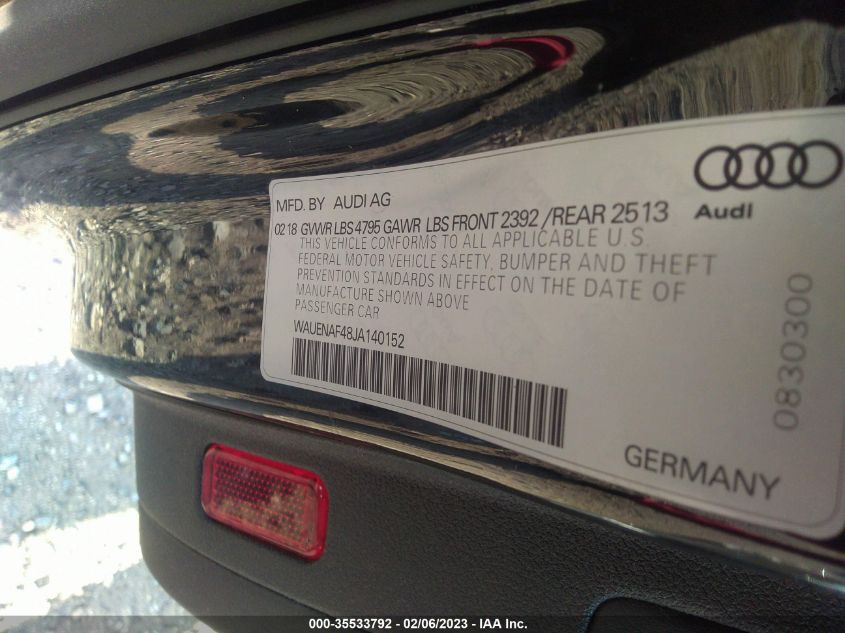 Audi
MFD. BY AUDI AG
02 18 GVWR LBS 4795 GAWR LBS FRONT 2392 /REAR 2513
THIS VEHICLE CONFORMS TO ALL APPLICABLE U.S.
FEDERAL MOTOR VEHICLE SAFETY, BUMPER AND THEFT
PREVENTION STANDARDS IN EFFECT ON THE DATE OF
MANUFACTURE SHOWN ABOVE
PASSENGER CAR
WAUENAF48JA140152
0830300
GERMANY
000-35533792 - 02/06/2023 - IAA Inc.